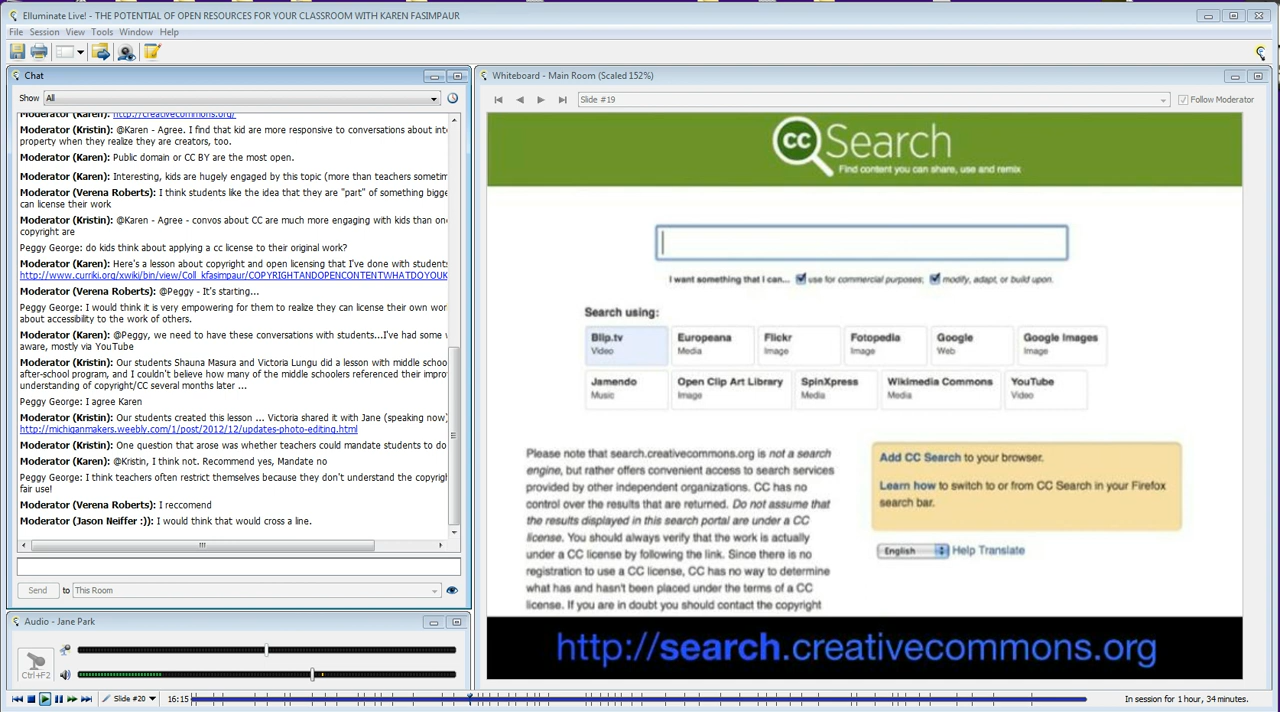 Elluminate Live! - THE POTENTIAL OF OPEN RESOURCES FOR YOUR CLASSROOM WITH KAREN FASIMPAUR
File Session View Tools Window Help
Chat
Show All
Moderator (Karen): http://creativecommons.org/
Moderator (Kristin): @Karen - Agree. I find that kid are more responsive to conversations about inte
property when they realize they are creators, too.
Moderator (Karen): Public domain or CC BY are the most open.
Moderator (Karen): Interesting, kids are hugely engaged by this topic (more than teachers sometim
Moderator (Verena Roberts): I think students like the idea that they are "part" of something bigge
can license their work
Moderator (Kristin): @Karen - Agree - convos about CC are much more engaging with kids than on
copyright are
Peggy George: do kids think about applying a cc license to their original work?
Moderator (Karen): Here's a lesson about copyright and open licensing that I've done with student
http://www.curriki.org/xwiki/bin/view/Coll_kfasimpaur/COPYRIGHTANDOPENCONTENTWHATDOYOUK
Moderator (Verena Roberts): @Peggy - It's starting...
Peggy George: I would think it is very empowering for them to realize they can license their own wor
about accessibility to the work of others.
Moderator (Karen): @Peggy, we need to have these conversations with students...I've had some
aware, mostly via YouTube
Moderator (Kristin): Our students Shauna Masura and Victoria Lungu did a lesson with middle schoo
after-school program, and I couldn't believe how many of the middle schoolers referenced their impro
understanding of copyright/CC several months later ...
Peggy George: I agree Karen
Moderator (Kristin): Our students created this lesson ... Victoria shared it with Jane (speaking now)
http://michiganmakers.weebly.com/1/post/2012/12/updates-photo-editing.html
Moderator (Kristin): One question that arose was whether teachers could mandate students to do
Moderator (Karen): @Kristin, I think not. Recommend yes, Mandate no
Peggy George: I think teachers often restrict themselves because they don't understand the copyrigh
fair use!
Moderator (Verena Roberts): I reccomend
Moderator (Jason Neiffer :)): I would think that would cross a line.
Send to This Room
Audio - Jane Park
Ctrl+F2
Slide #20 16:15
In session for 1 hour, 34 minutes.
Whiteboard - Main Room (Scaled 152%)
Slide #19 Follow Moderator
cc Search
Find content you can share, use and remix
I want something that I can... use for commercial purposes; modify, adapt, or build upon.
Search using:
Blip.tv Europeana Flickr Fotopedia Google Google Images
Video Media Image Image Web Image
Jamendo Open Clip Art Library SpinXpress Wikimedia Commons YouTube
Music Image Media Media Video
Please note that search.creativecommons.org is not a search
engine, but rather offers convenient access to search services
provided by other independent organizations. CC has no
control over the results that are returned. Do not assume that
the results displayed in this search portal are under a CC
license. You should always verify that the work is actually
under a CC license by following the link. Since there is no
registration to use a CC license, CC has no way to determine
what has and hasn't been placed under the terms of a CC
license. If you are in doubt you should contact the copyright
Add CC Search to your browser.
Learn how to switch to or from CC Search in your Firefox
search bar.
English Help Translate
http://search.creativecommons.org